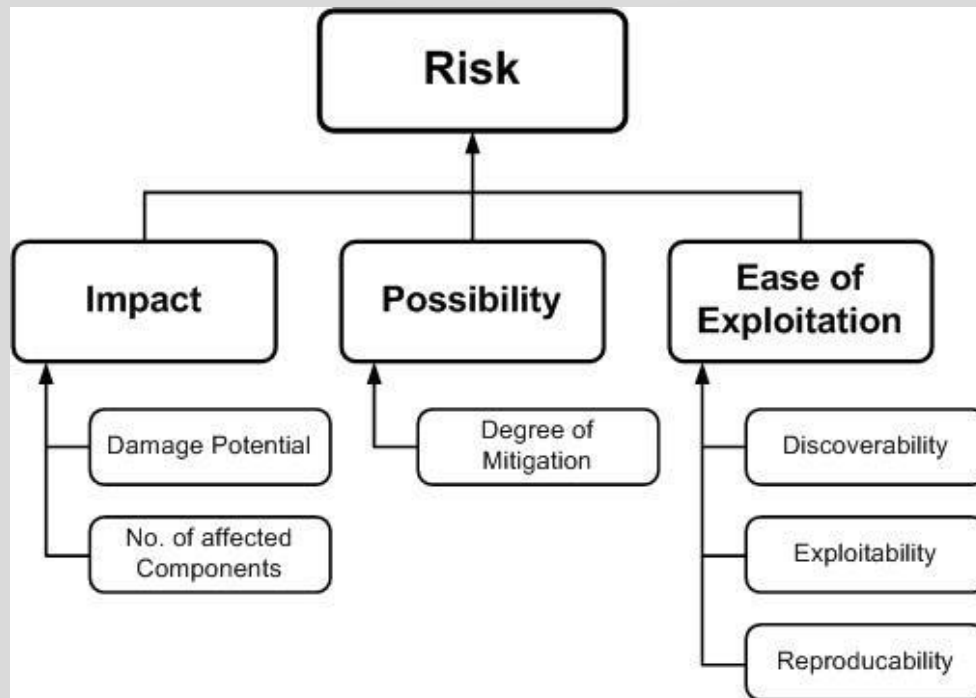 Risk
Impact
Possibility
Ease of
Exploitation
Damage Potential
No. of affected
Components
Degree of
Mitigation
Discoverability
Exploitability
Reproducability